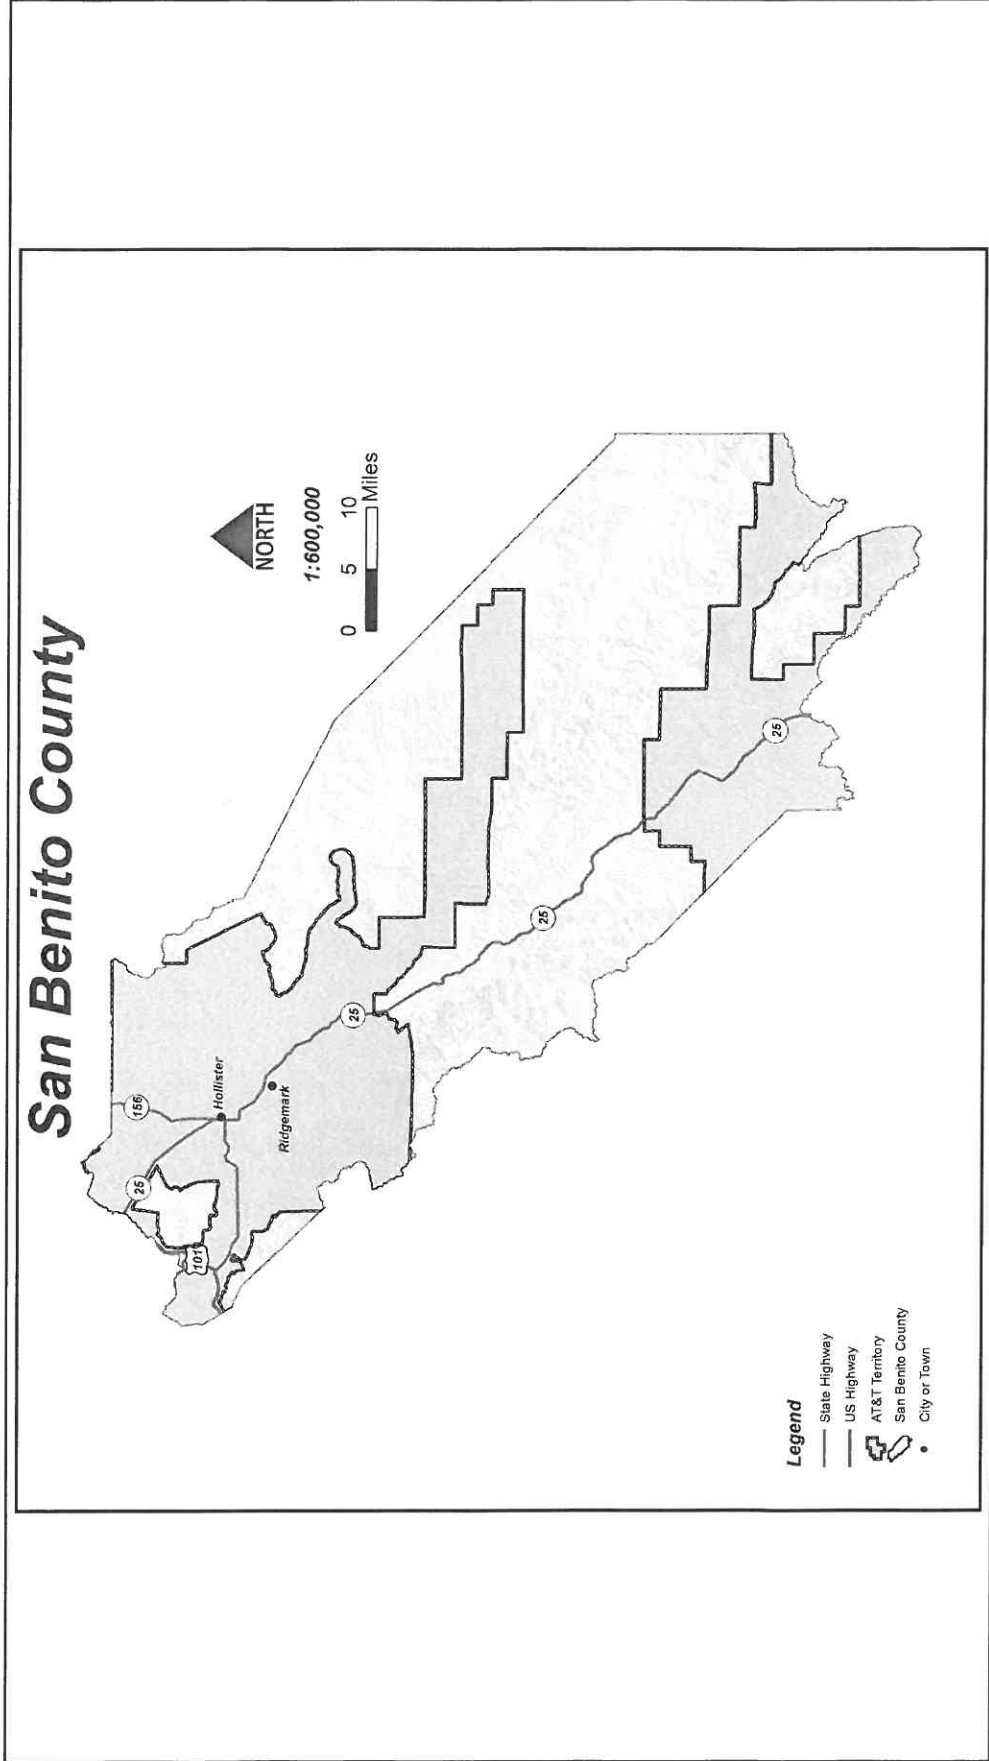 San Benito County
NORTH
1:600,000
0 5 10
Miles
156
25
Hollister
Ridgemark
101
25
25
25
Legend
State Highway
US Highway
AT&T Territory
San Benito County
City or Town